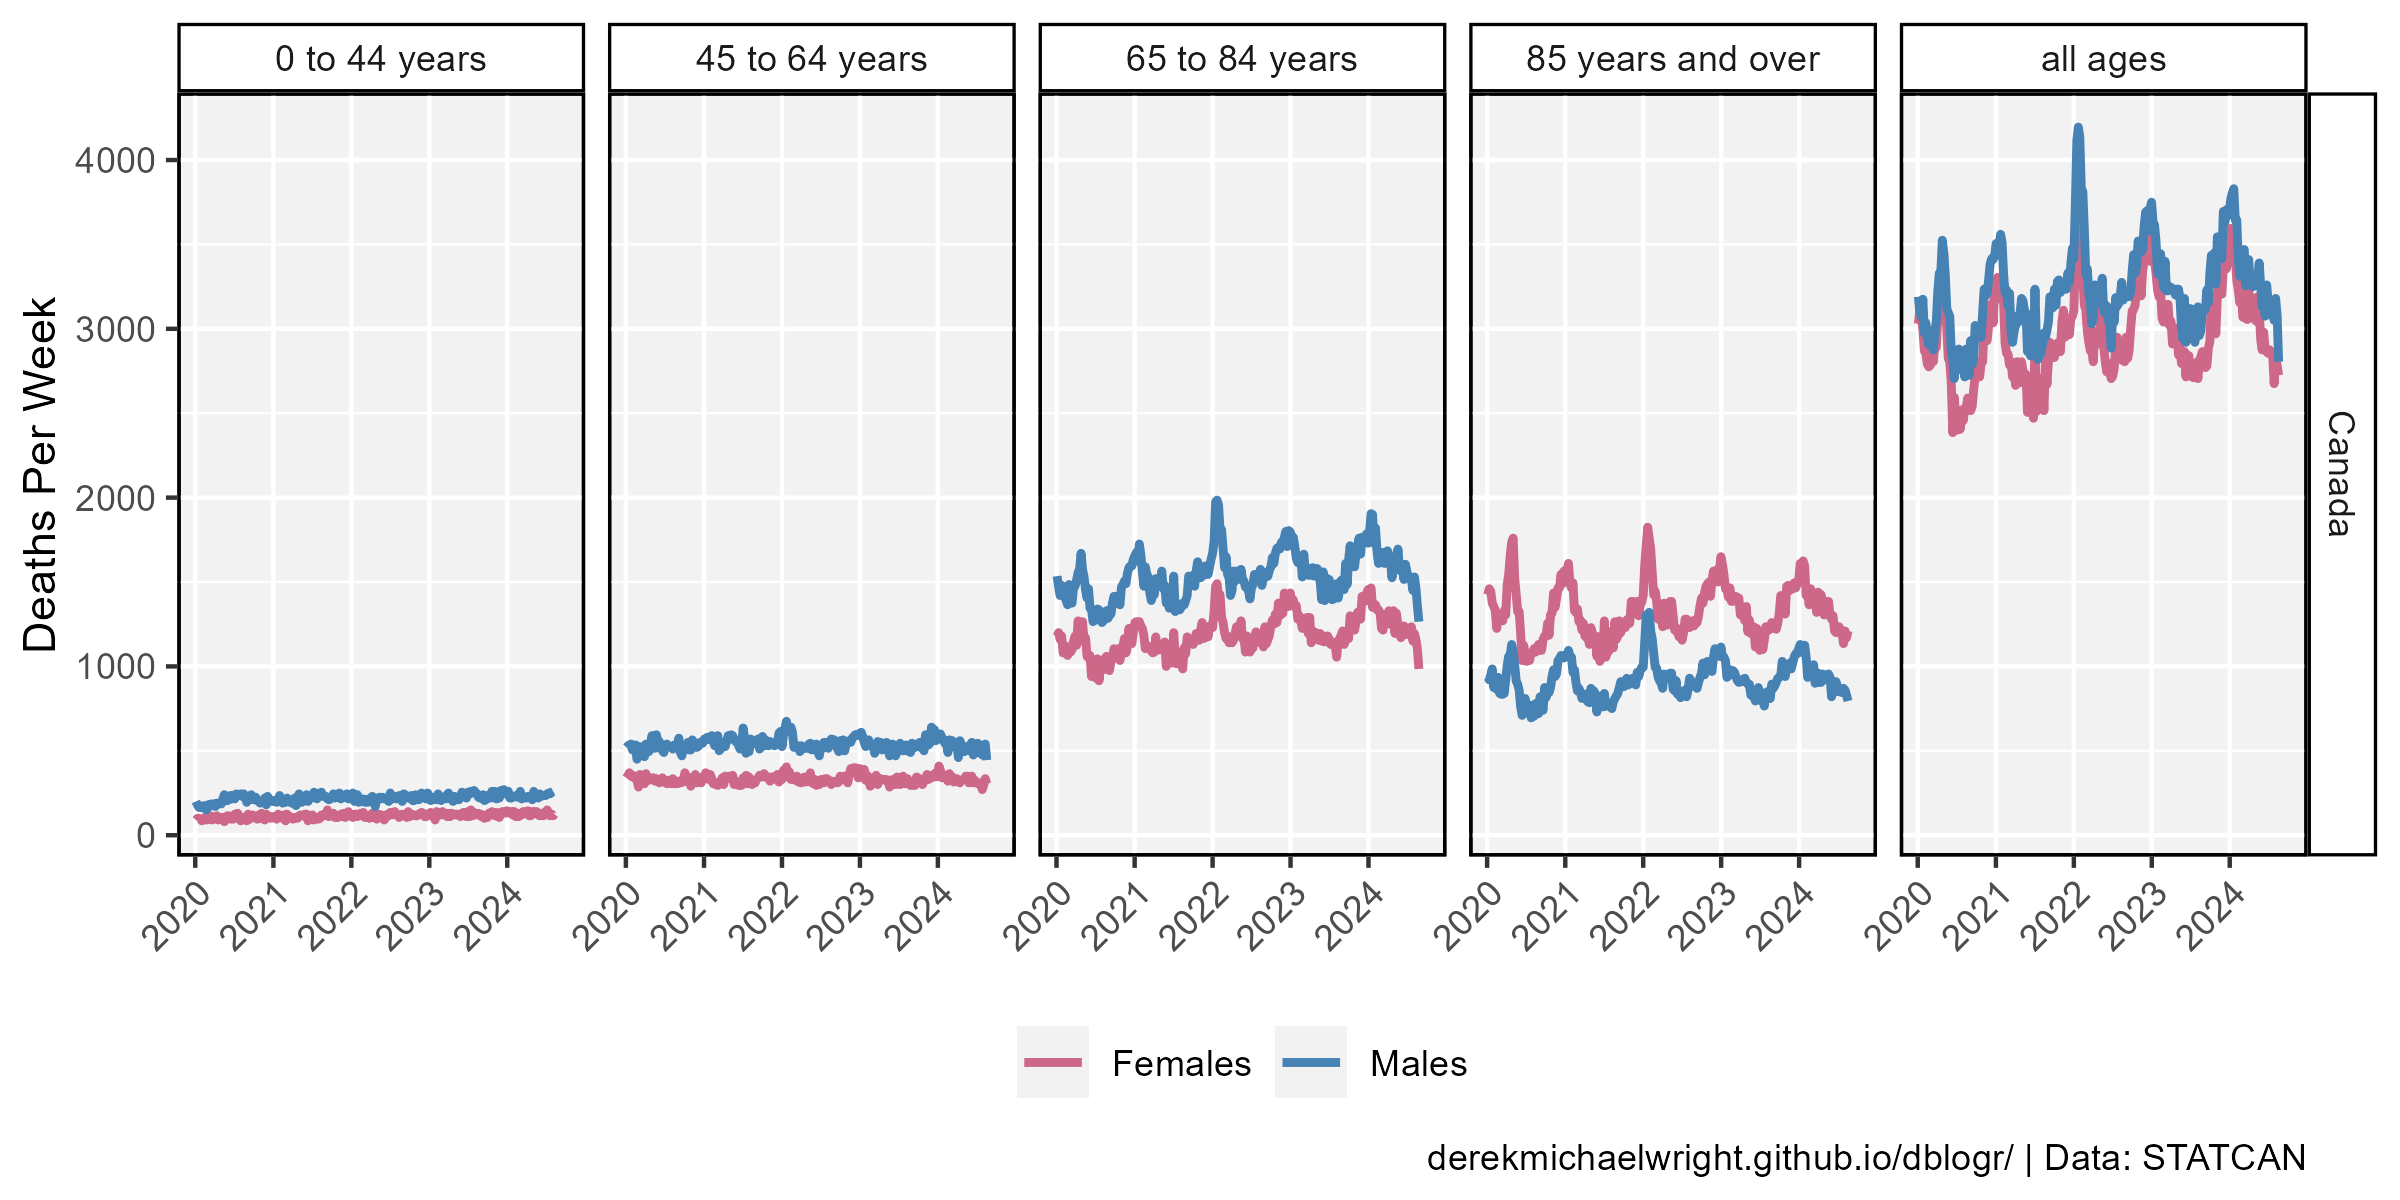 0 to 44 years
45 to 64 years
65 to 84 years
85 years and over
all ages
Canada
Deaths Per Week
4000
3000
2000
1000
0
2020 2021 2022 2023 2024
2020 2021 2022 2023 2024
2020 2021 2022 2023 2024
2020 2021 2022 2023 2024
2020 2021 2022 2023 2024
Females
Males
derekmichaelwright.github.io/dblogr/ | Data: STATCAN